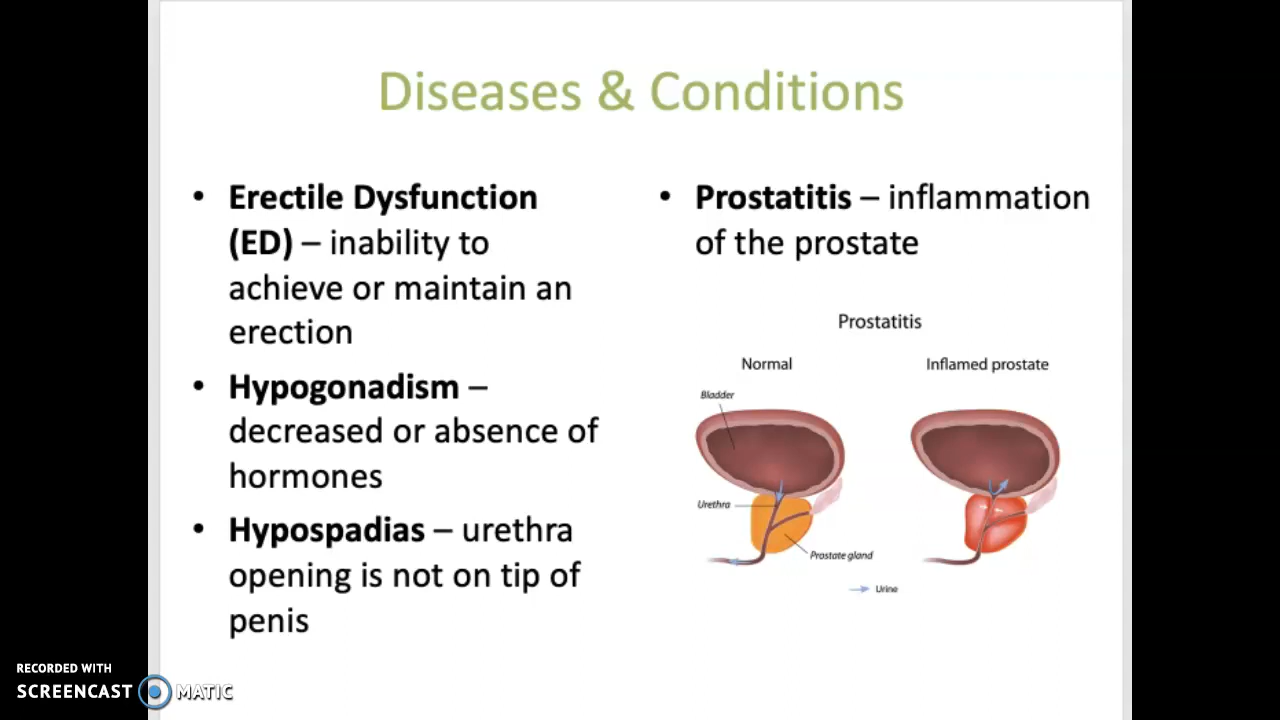 Diseases & Conditions
• Erectile Dysfunction
(ED) – inability to
achieve or maintain an
erection
• Hypogonadism –
decreased or absence of
hormones
• Hypospadias – urethra
opening is not on tip of
penis
• Prostatitis – inflammation
of the prostate
Prostatitis
Normal
Inflamed prostate
Bladder
Urethra
Prostate gland
Urine
RECORDED WITH
SCREENCAST MATIC